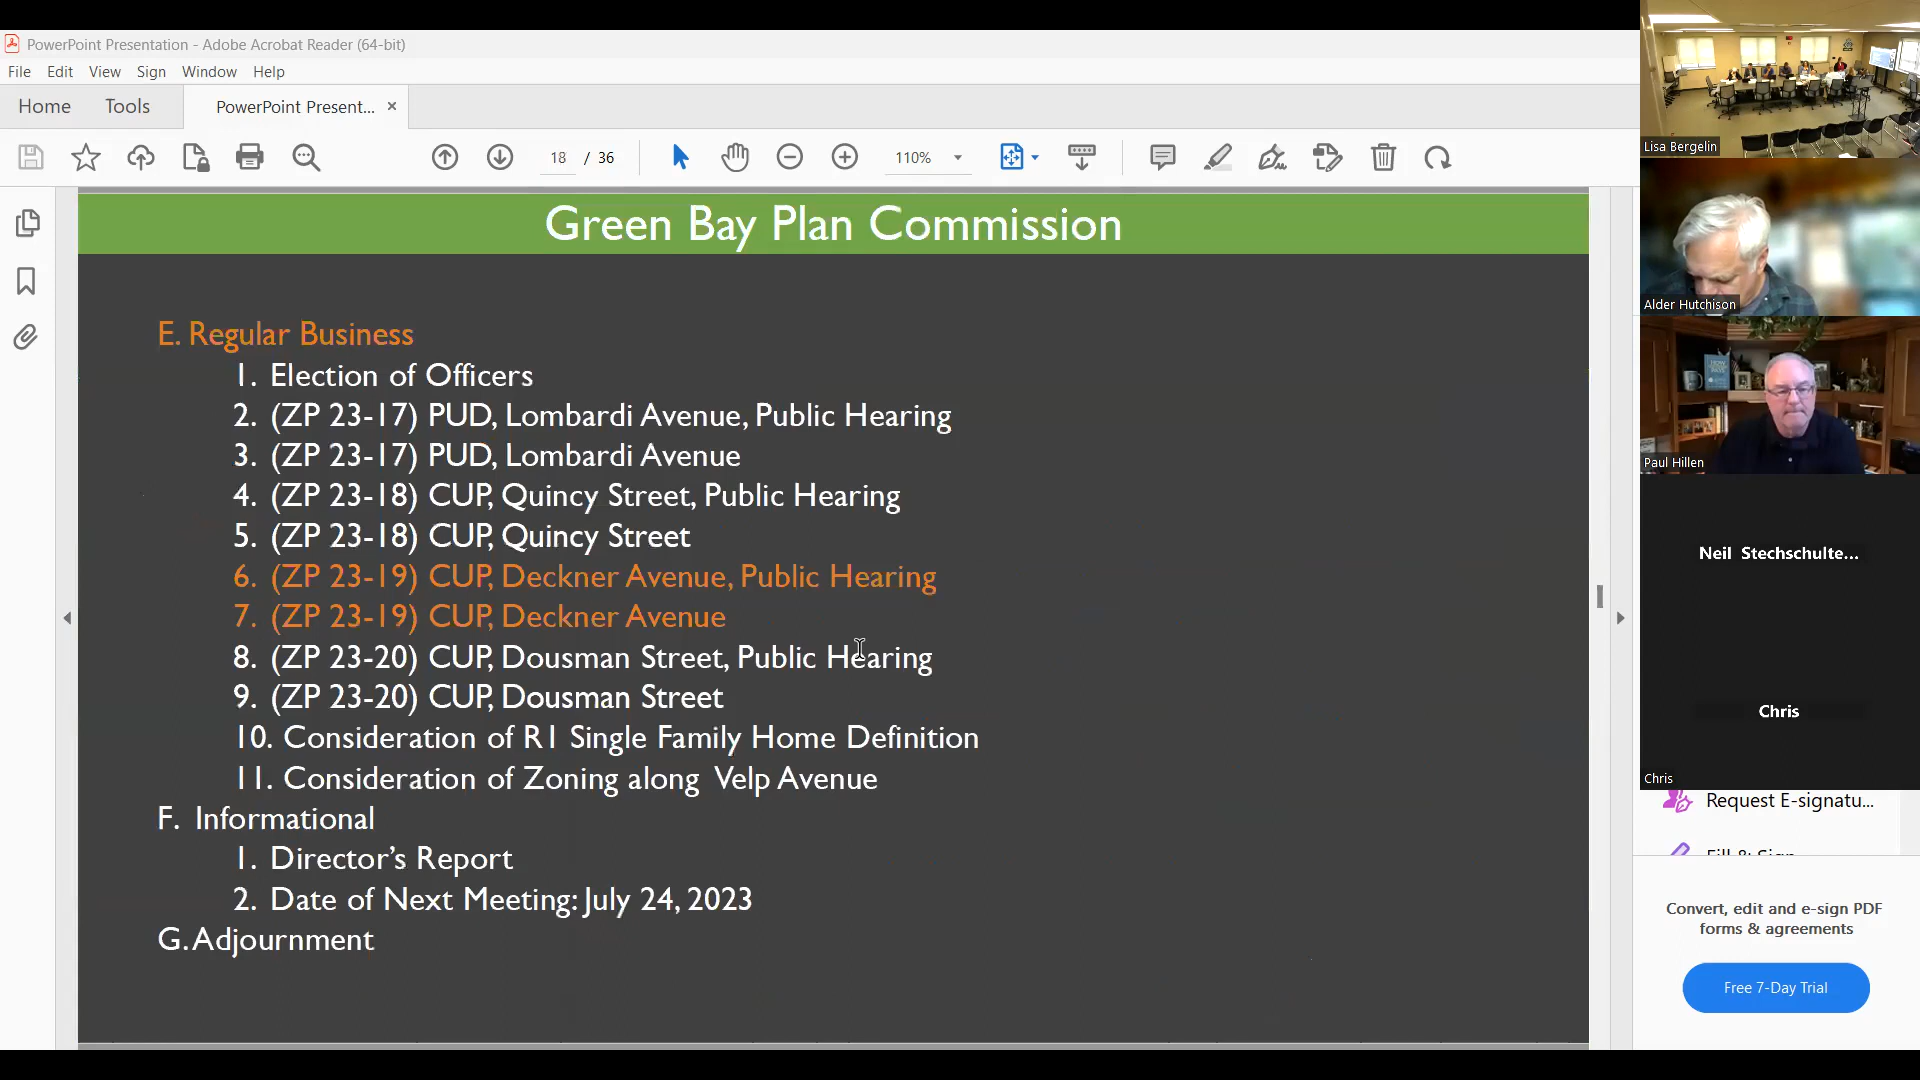 PowerPoint Presentation - Adobe Acrobat Reader (64-bit)
File Edit View Sign Window Help
Home Tools PowerPoint Present... ×
18 / 36 110%
Green Bay Plan Commission
E. Regular Business
1. Election of Officers
2. (ZP 23-17) PUD, Lombardi Avenue, Public Hearing
3. (ZP 23-17) PUD, Lombardi Avenue
4. (ZP 23-18) CUP, Quincy Street, Public Hearing
5. (ZP 23-18) CUP, Quincy Street
6. (ZP 23-19) CUP, Deckner Avenue, Public Hearing
7. (ZP 23-19) CUP, Deckner Avenue
8. (ZP 23-20) CUP, Dousman Street, Public Hearing
9. (ZP 23-20) CUP, Dousman Street
10. Consideration of R1 Single Family Home Definition
11. Consideration of Zoning along Velp Avenue
F. Informational
1. Director's Report
2. Date of Next Meeting: July 24, 2023
G. Adjournment
Lisa Bergelin
Alder Hutchison
Paul Hillen
Neil Stechschulte...
Chris
Chris
Request E-signatu...
Fill & Sign
Convert, edit and e-sign PDF
forms & agreements
Free 7-Day Trial